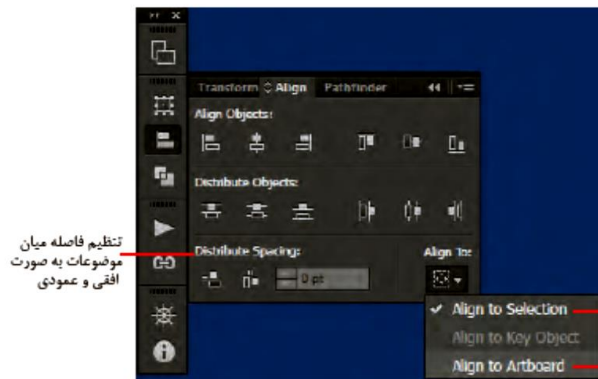 Transform Align Pathfinder
Align Objects:
Distribute Objects:
Distribute Spacing:
Align To:
0 pt
Align to Selection
Align to Key Object
Align to Artboard
تنظیم فاصله میان
موضوعات به صورت
افقی و عمودی